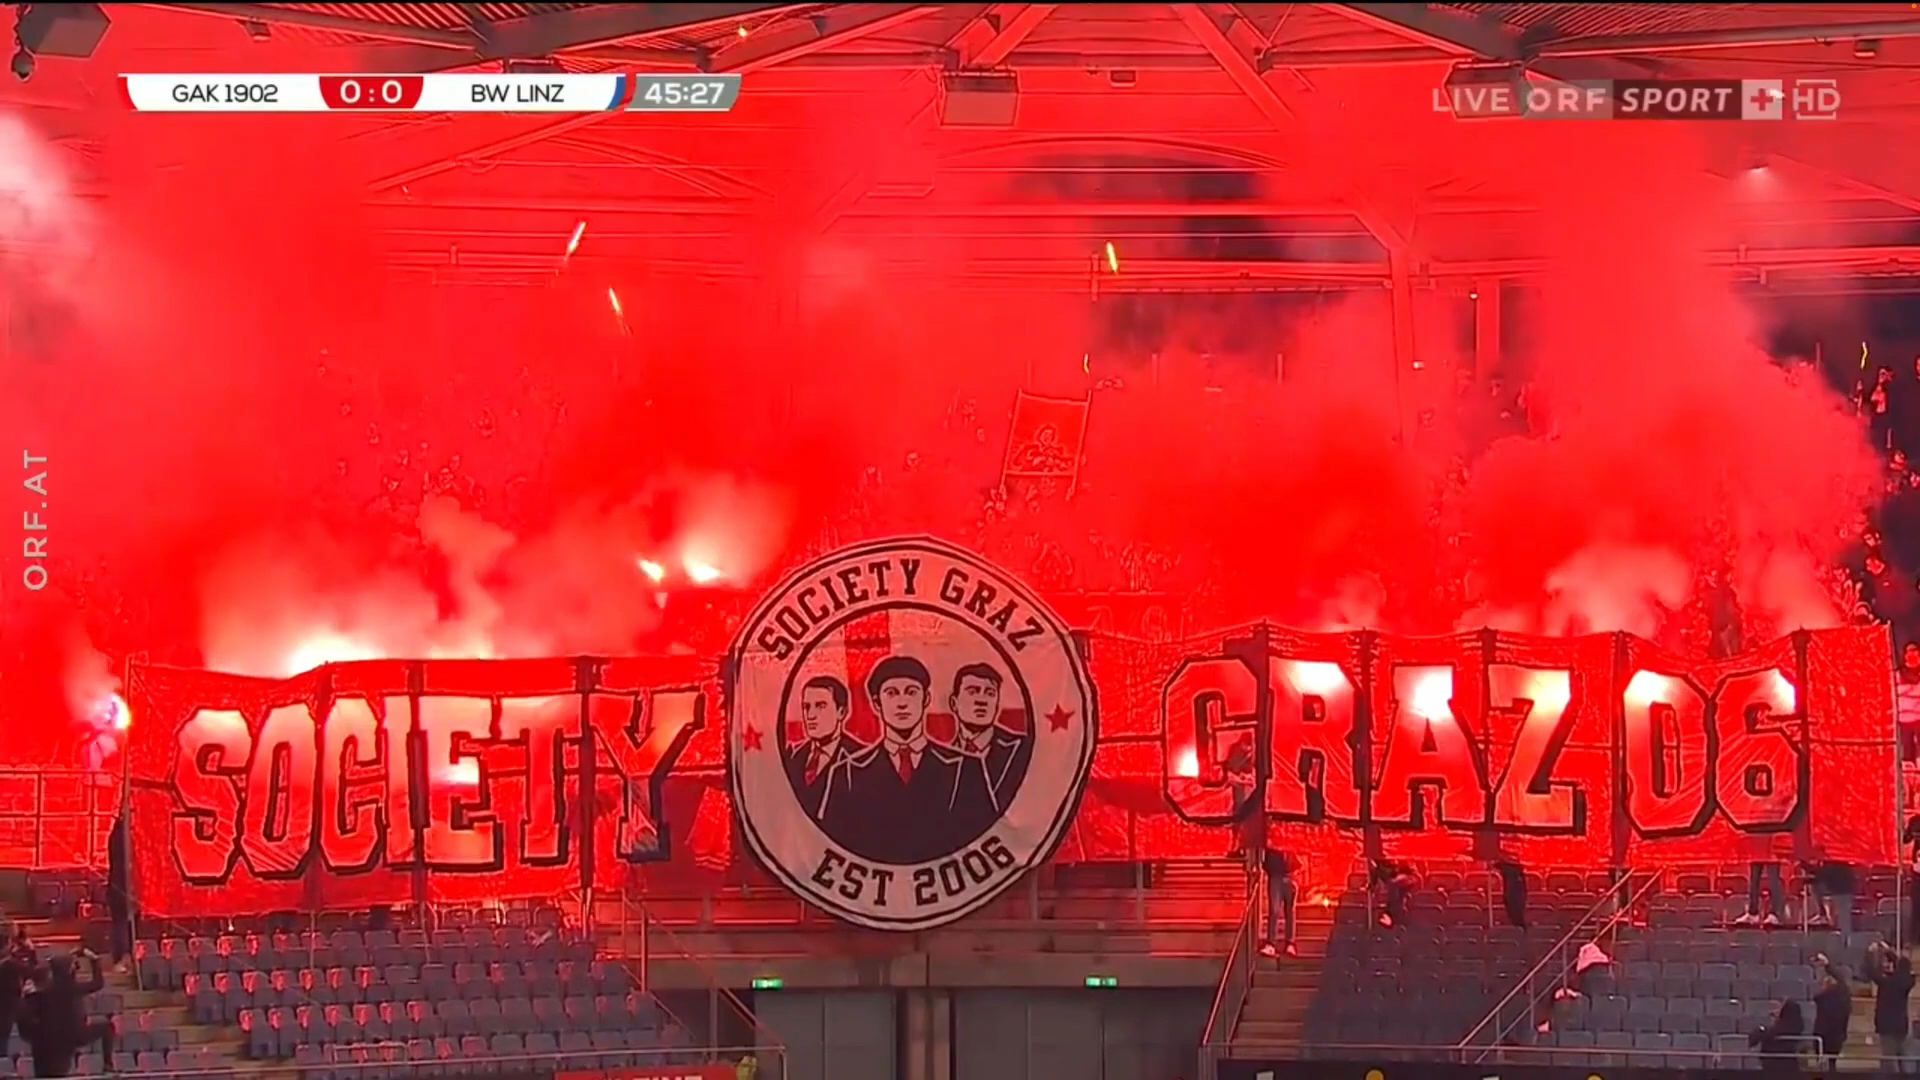 GAK 1902 0:0 BW LINZ 45:27
LIVE ORF SPORT + HD
ORF.AT
SOCIETY GRAZ
SOCIETY GRAZ 06
EST 2006